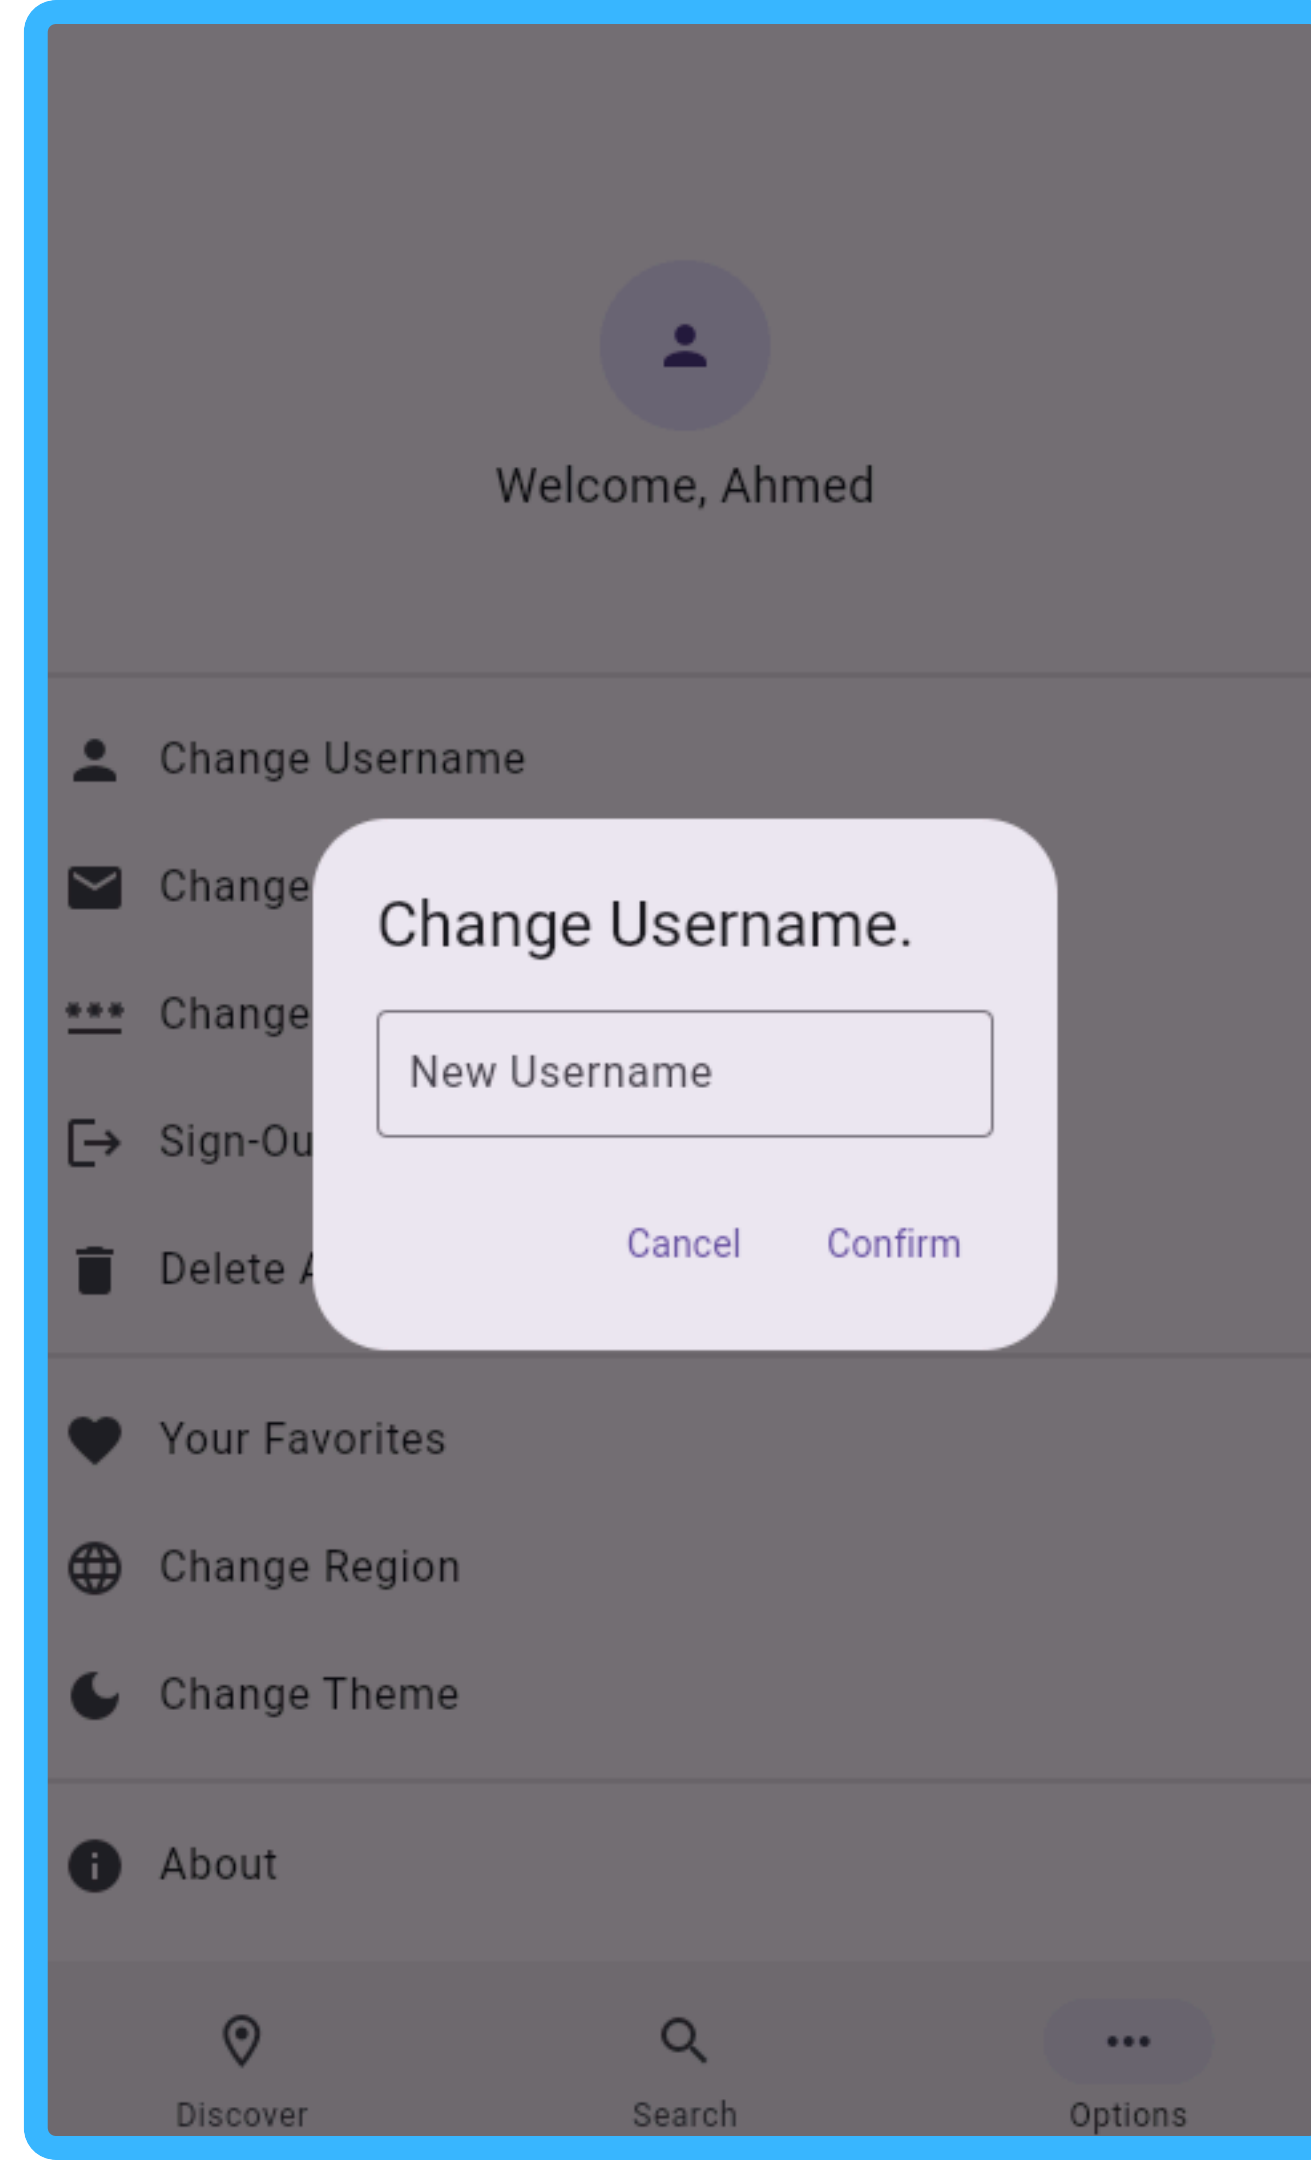 Welcome, Ahmed
Change Username
Change
Change Username.
New Username
Change
Sign-Ou
Cancel Confirm
Delete
Your Favorites
Change Region
Change Theme
About
Discover Search Options